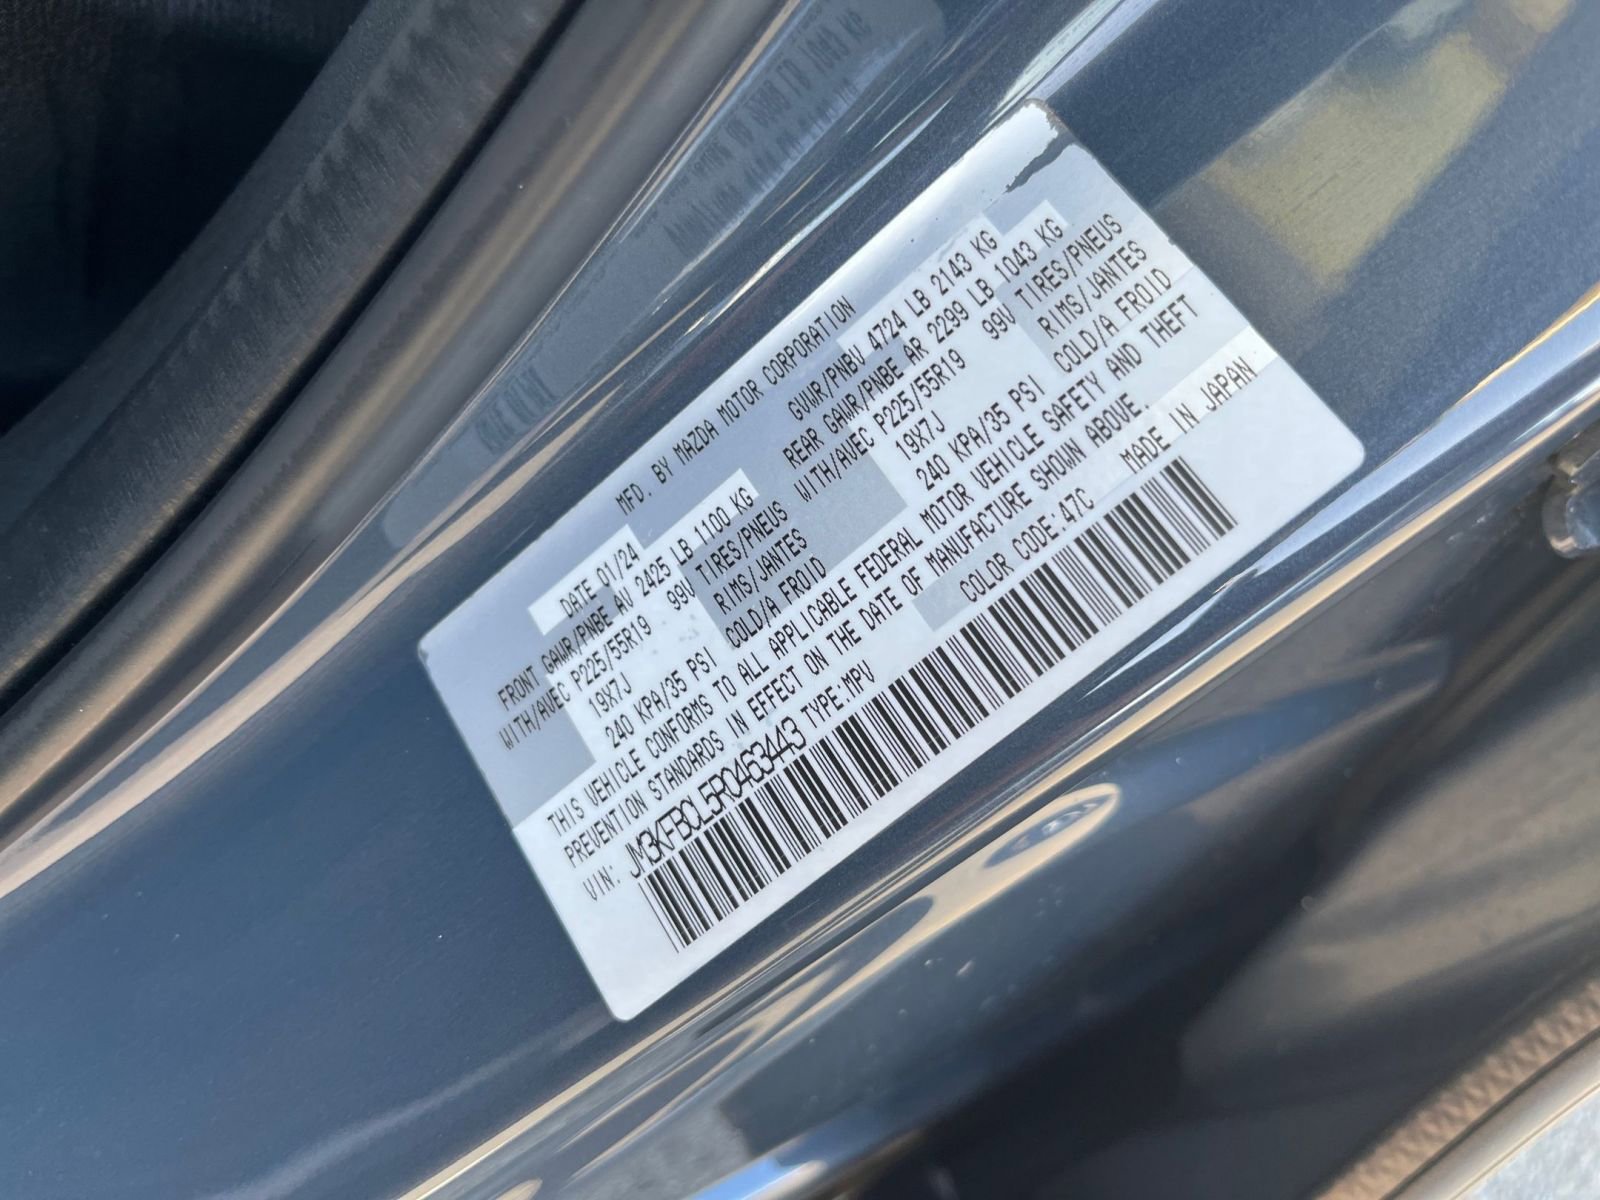 MFD. BY MAZDA MOTOR CORPORATION
DATE 01/24 GVWR/PNBV 4724 LB 2143 KG
FRONT GAWR/PNBE AV 2425 LB 1100 KG REAR GAWR/PNBE AR 2299 LB 1043 KG
WITH/AVEC P225/55R19 99V TIRES/PNEUS WITH/AVEC P225/55R19 99V TIRES/PNEUS
19X7J RIMS/JANTES 19X7J RIMS/JANTES
240 KPA/35 PSI COLD/A FROID 240 KPA/35 PSI COLD/A FROID
THIS VEHICLE CONFORMS TO ALL APPLICABLE FEDERAL MOTOR VEHICLE SAFETY AND THEFT
PREVENTION STANDARDS IN EFFECT ON THE DATE OF MANUFACTURE SHOWN ABOVE.
VIN: JM3KFBCL5R0463443 TYPE:MPV COLOR CODE:47C MADE IN JAPAN